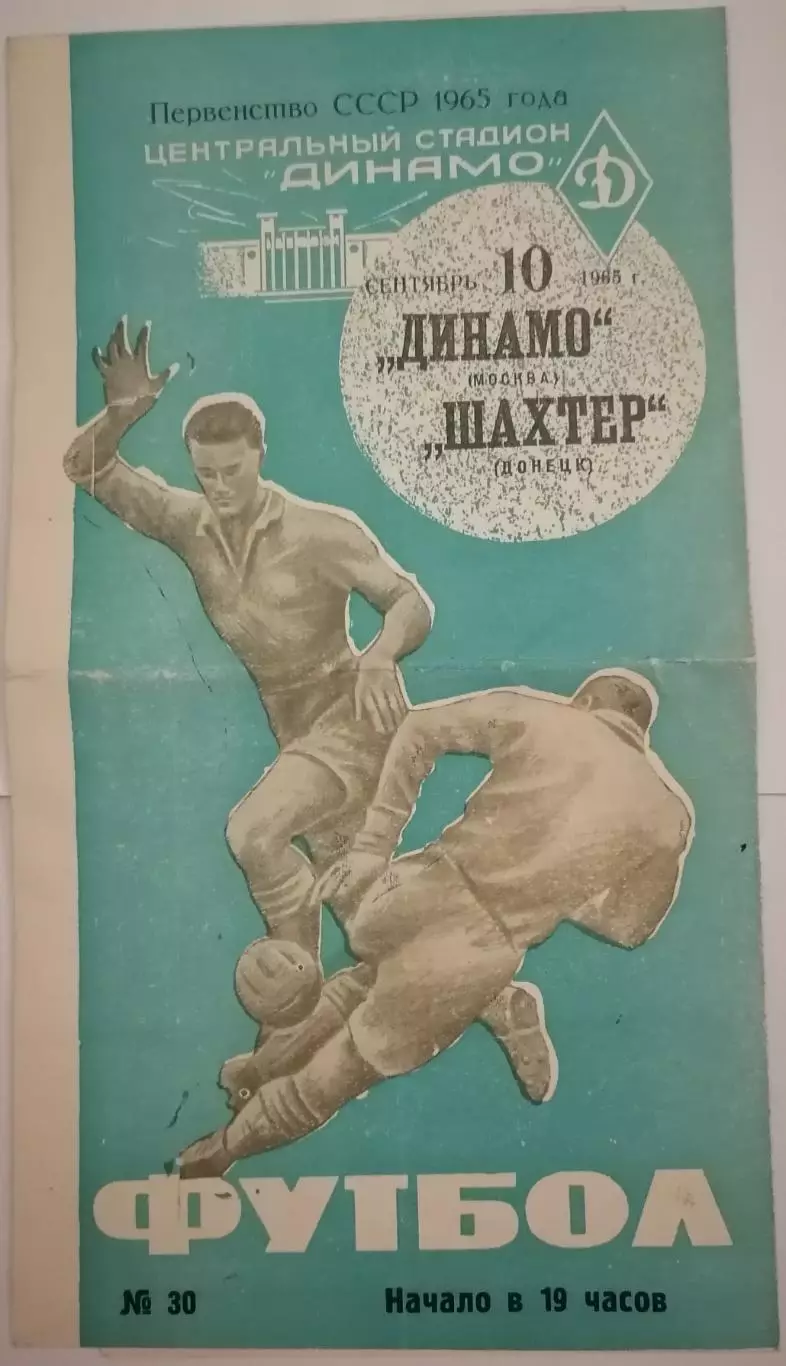 Первенство СССР 1965 года
ЦЕНТРАЛЬНЫЙ СТАДИОН
"ДИНАМО"
Д
СЕНТЯБРЬ 10 1965 г.
„ДИНАМО“
(МОСКВА)
„ШАХТЕР“
(ДОНЕЦК)
ФУТБОЛ
№ 30 Начало в 19 часов